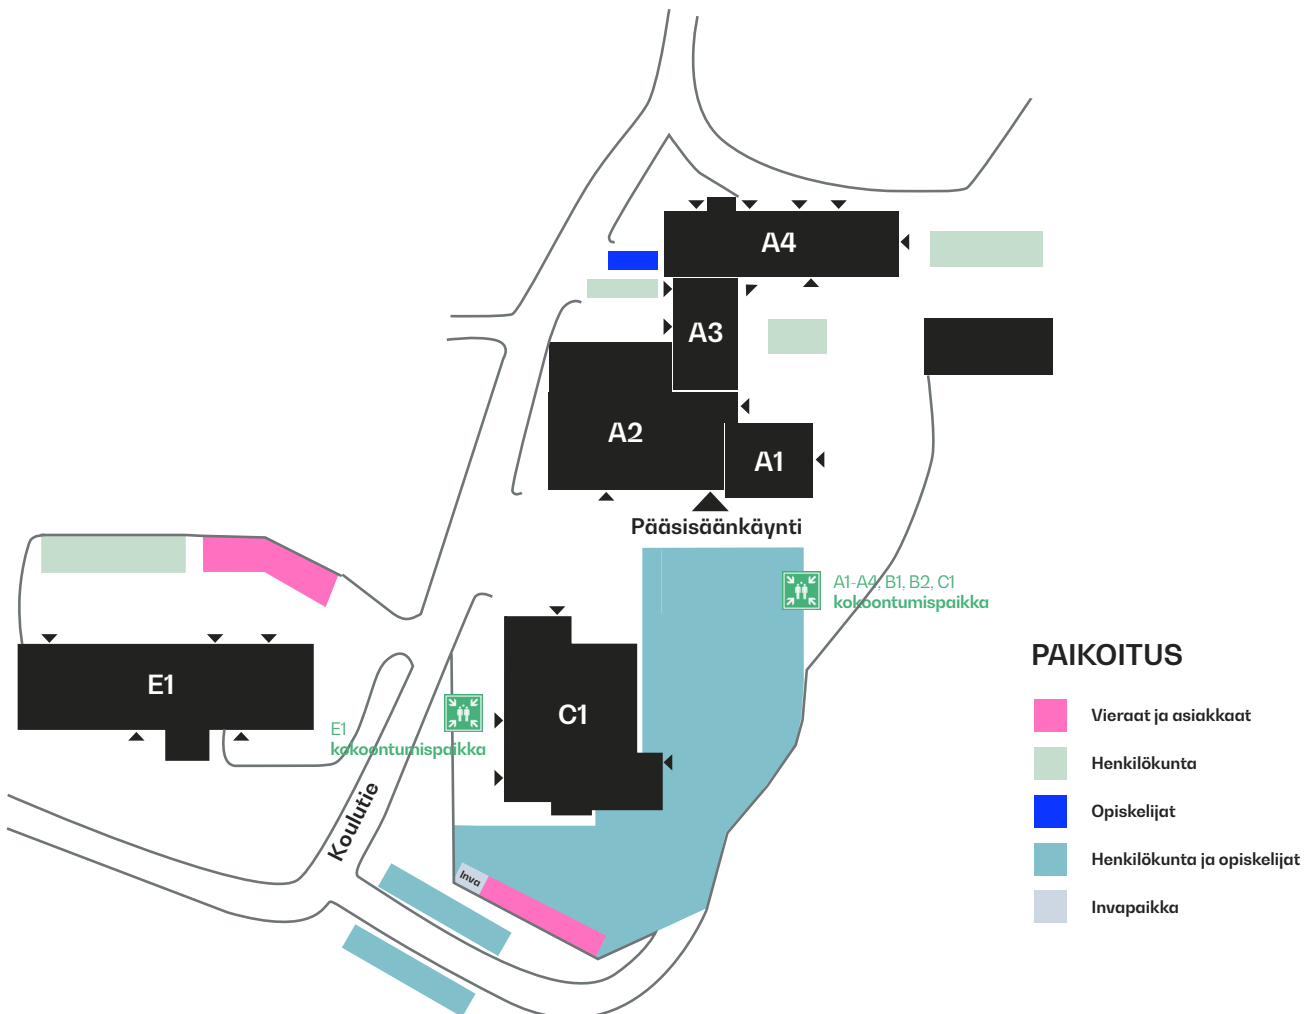 A4
A3
A2
A1
Pääsisäänkäynti
A1-A4, B1, B2, C1
kokoontumispaikka
E1
C1
E1
kokoontumispaikka
Koulutie
Inva
PAIKOITUS
Vieraat ja asiakkaat
Henkilökunta
Opiskelijat
Henkilökunta ja opiskelijat
Invapaikka